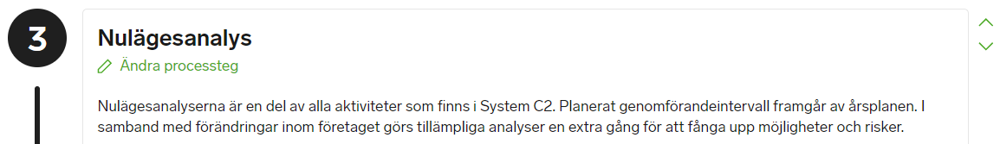 3
Nulägesanalys
Ändra processteg
Nulägesanalyserna är en del av alla aktiviteter som finns i System C2. Planerat genomförandeintervall framgår av årsplanen. I
samband med förändringar inom företaget görs tillämpliga analyser en extra gång för att fånga upp möjligheter och risker.